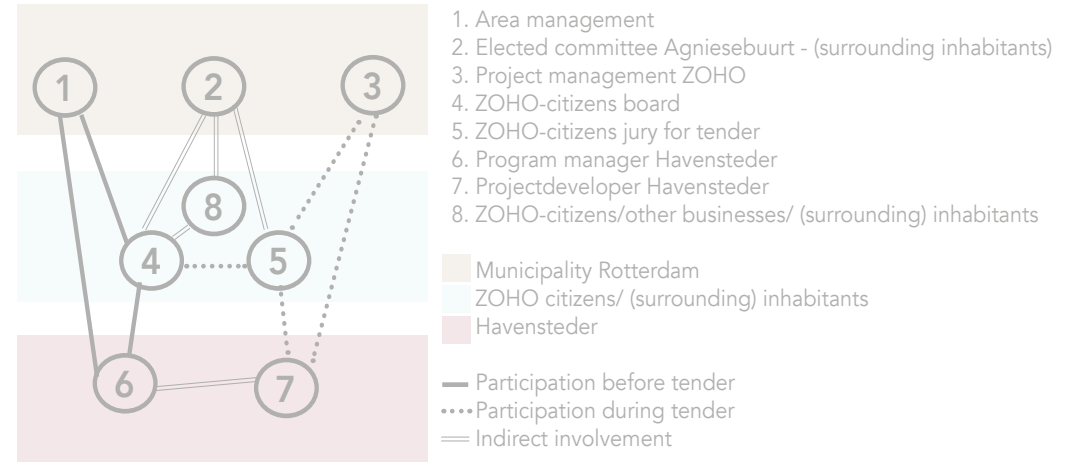 1. Area management
2. Elected committee Agniesebuurt - (surrounding inhabitants)
3. Project management ZOHO
4. ZOHO-citizens board
5. ZOHO-citizens jury for tender
6. Program manager Havensteder
7. Projectdeveloper Havensteder
8. ZOHO-citizens/other businesses/ (surrounding) inhabitants
1
2
3
8
4
5
6
7
Municipality Rotterdam
ZOHO citizens/ (surrounding) inhabitants
Havensteder
Participation before tender
Participation during tender
Indirect involvement